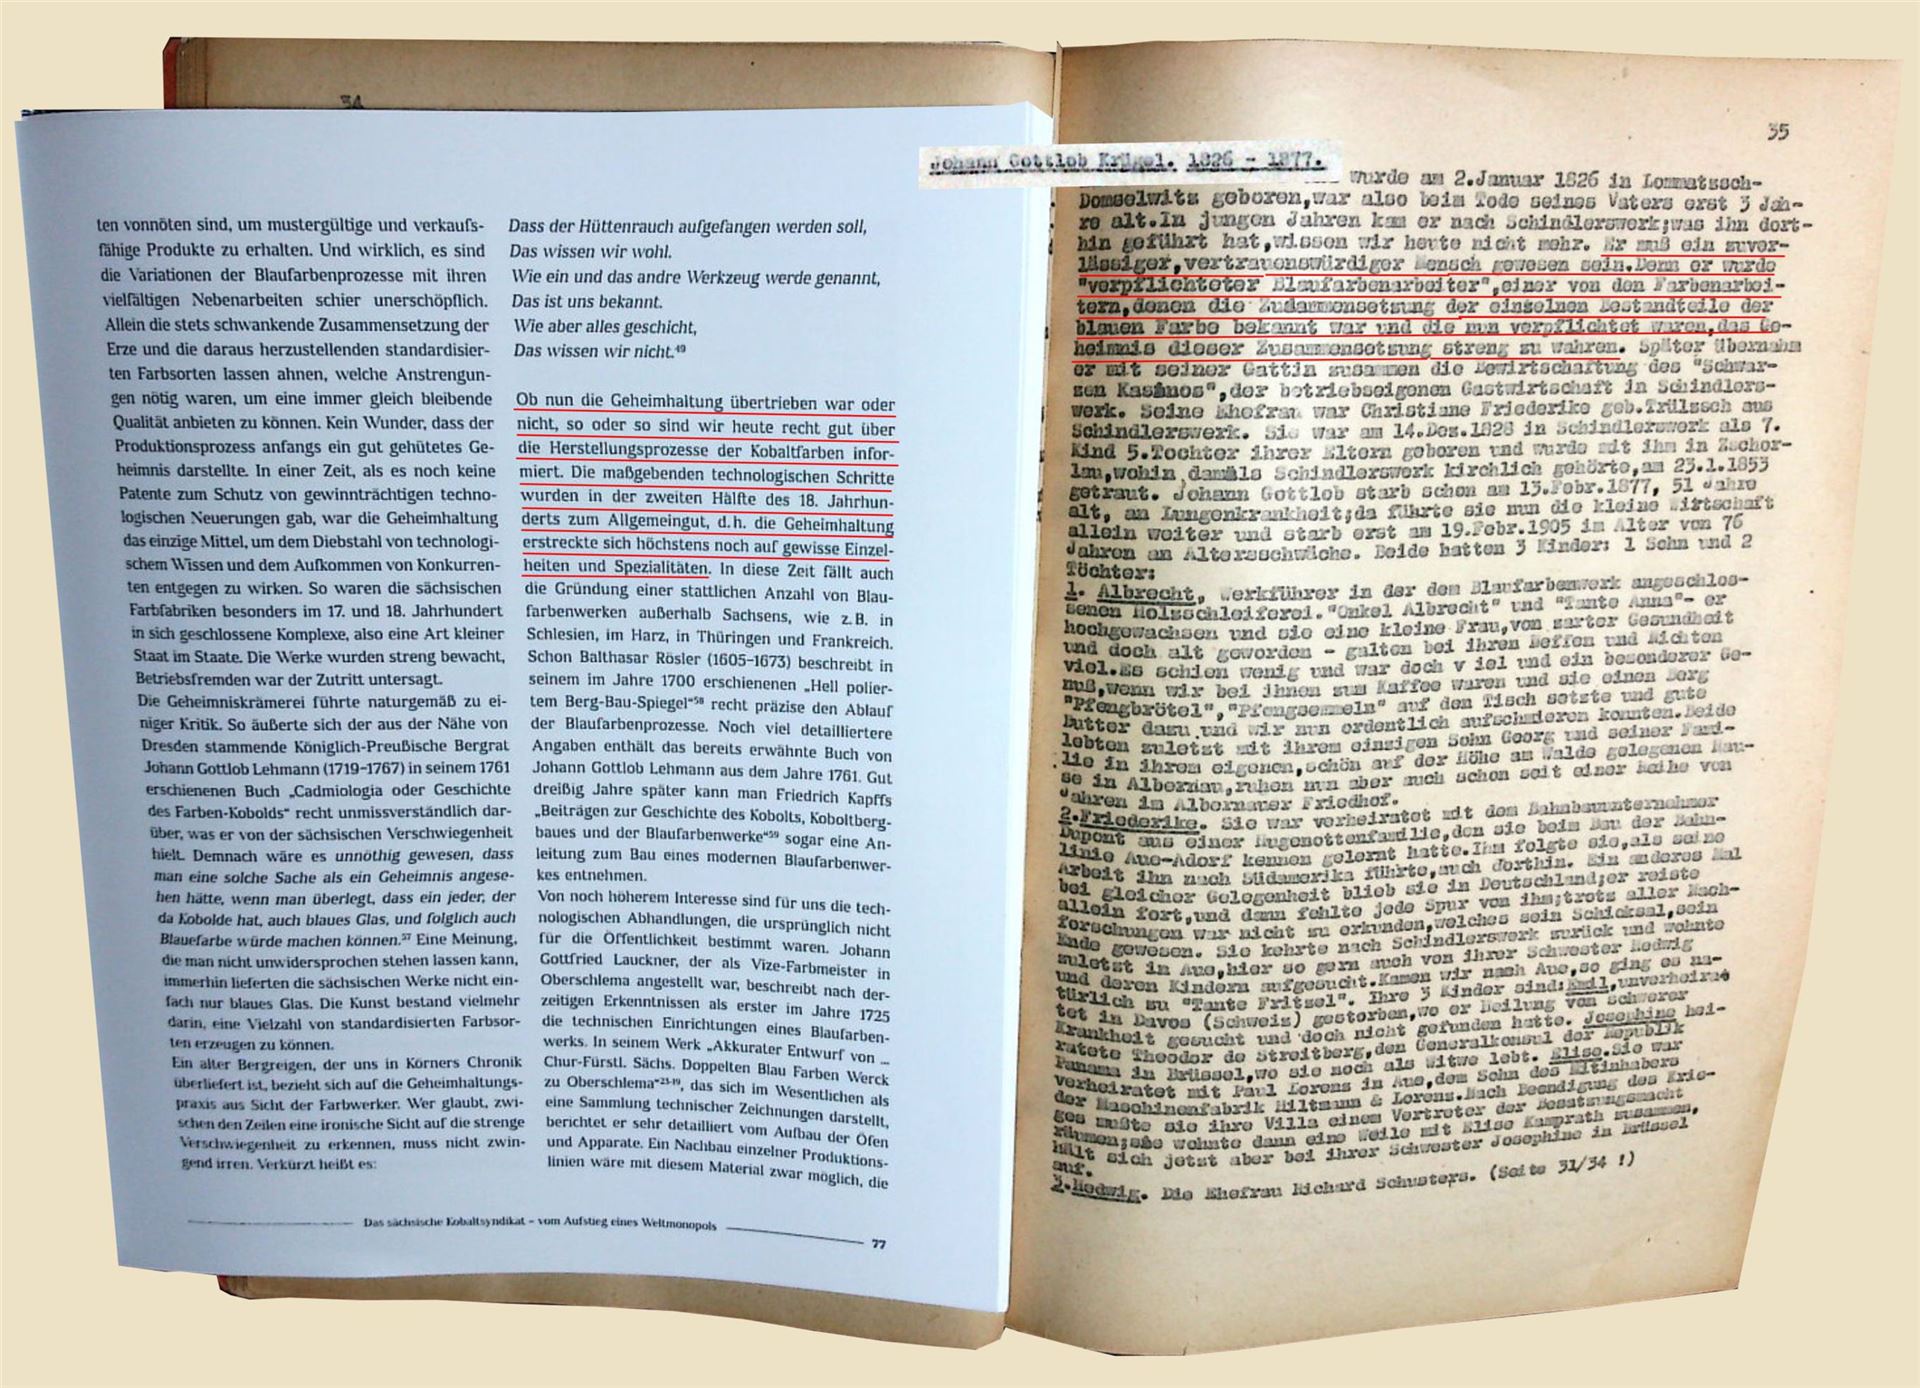 34
ten vonnöten sind, um mustergültige und verkaufs-
fähige Produkte zu erhalten. Und wirklich, es sind
die Variationen der Blaufarbenprozesse mit ihren
vielfältigen Nebenarbeiten schier unerschöpflich.
Allein die stets schwankende Zusammensetzung der
Erze und die daraus herzustellenden standardisier-
ten Farbsorten lassen ahnen, welche Anstrengun-
gen nötig waren, um eine immer gleich bleibende
Qualität anbieten zu können. Kein Wunder, dass der
Produktionsprozess anfangs ein gut gehütetes Ge-
heimnis darstellte. In einer Zeit, als es noch keine
Patente zum Schutz von gewinnträchtigen techno-
logischen Neuerungen gab, war die Geheimhaltung
das einzige Mittel, um dem Diebstahl von technologi-
schem Wissen und dem Aufkommen von Konkurren-
ten entgegen zu wirken. So waren die sächsischen
Farbfabriken besonders im 17. und 18. Jahrhundert
in sich geschlossene Komplexe, also eine Art kleiner
Staat im Staate. Die Werke wurden streng bewacht,
Betriebsfremden war der Zutritt untersagt.
Die Geheimniskrämerei führte naturgemäß zu ei-
niger Kritik. So äußerte sich der aus der Nähe von
Dresden stammende Königlich-Preußische Bergrat
Johann Gottlob Lehmann (1719–1767) in seinem 1761
erschienenen Buch „Cadmiologia oder Geschichte
des Farben-Kobolds“ recht unmissverständlich dar-
über, was er von der sächsischen Verschwiegenheit
hielt. Demnach wäre es unnöthig gewesen, dass
man eine solche Sache als ein Geheimnis angese-
hen hätte, wenn man überlegt, dass ein jeder, der
da Kobolde hat, auch blaues Glas, und folglich auch
Blauefarbe würde machen können.⁵⁷ Eine Meinung,
die man nicht unwidersprochen stehen lassen kann,
immerhin lieferten die sächsischen Werke nicht ein-
fach nur blaues Glas. Die Kunst bestand vielmehr
darin, eine Vielzahl von standardisierten Farbsor-
ten erzeugen zu können.
Ein alter Bergreigen, der uns in Körners Chronik
überliefert ist, bezieht sich auf die Geheimhaltungs-
praxis aus Sicht der Farbwerker. Wer glaubt, zwi-
schen den Zeilen eine ironische Sicht auf die strenge
Verschwiegenheit zu erkennen, muss nicht zwin-
gend irren. Verkürzt heißt es:
Dass der Hüttenrauch aufgefangen werden soll,
Das wissen wir wohl.
Wie ein und das andre Werkzeug werde genannt,
Das ist uns bekannt.
Wie aber alles geschicht,
Das wissen wir nicht.⁴⁹
Ob nun die Geheimhaltung übertrieben war oder
nicht, so oder so sind wir heute recht gut über
die Herstellungsprozesse der Kobaltfarben infor-
miert. Die maßgebenden technologischen Schritte
wurden in der zweiten Hälfte des 18. Jahrhun-
derts zum Allgemeingut, d. h. die Geheimhaltung
erstreckte sich höchstens noch auf gewisse Einzel-
heiten und Spezialitäten. In diese Zeit fällt auch
die Gründung einer stattlichen Anzahl von Blau-
farbenwerken außerhalb Sachsens, wie z. B. in
Schlesien, im Harz, in Thüringen und Frankreich.
Schon Balthasar Rösler (1605–1673) beschreibt in
seinem im Jahre 1700 erschienenen „Hell polier-
tem Berg-Bau-Spiegel“⁵⁸ recht präzise den Ablauf
der Blaufarbenprozesse. Noch viel detailliertere
Angaben enthält das bereits erwähnte Buch von
Johann Gottlob Lehmann aus dem Jahre 1761. Gut
dreißig Jahre später kann man Friedrich Kapffs
„Beiträgen zur Geschichte des Kobolts, Koboltberg-
baues und der Blaufarbenwerke“⁵⁹ sogar eine An-
leitung zum Bau eines modernen Blaufarbenwer-
kes entnehmen.
Von noch höherem Interesse sind für uns die tech-
nologischen Abhandlungen, die ursprünglich nicht
für die Öffentlichkeit bestimmt waren. Johann
Gottfried Lauckner, der als Vize-Farbmeister in
Oberschlema angestellt war, beschreibt nach der-
zeitigen Erkenntnissen als erster im Jahre 1725
die technischen Einrichtungen eines Blaufarben-
werks. In seinem Werk „Akkurater Entwurf von ...
Chur-Fürstl. Sächs. Doppelten Blau Farben Werck
zu Oberschlema“²³⁻¹⁹, das sich im Wesentlichen als
eine Sammlung technischer Zeichnungen darstellt,
berichtet er sehr detailliert vom Aufbau der Öfen
und Apparate. Ein Nachbau einzelner Produktions-
linien wäre mit diesem Material zwar möglich, die
Das sächsische Kobaltsyndikat – vom Aufstieg eines Weltmonopols
77
35
Johann Gottlob Krügel. 1826 - 1877.
wurde am 2.Januar 1826 in Lommatzsch-
Domselwitz geboren,war also beim Tode seines Vaters erst 3 Jah-
re alt.In jungen Jahren kam er nach Schindlerswerk;was ihn dort-
hin geführt hat,wissen wir heute nicht mehr. Er muß ein zuver-
lässiger,vertrauenswürdiger Mensch gewesen sein.Denn er wurde
"verpflichteter Blaufarbenarbeiter",einer von den Farbenarbei-
tern,denen die Zusammensetzung der einzelnen Bestandteile der
blauen Farbe bekannt war und die nun verpflichtet waren,das Ge-
heimnis dieser Zusammensetzung streng zu wahren. Später übernahm
er mit seiner Gattin zusammen die Bewirtschaftung des "Schwar-
zen Kasinos",der betriebseigenen Gastwirtschaft in Schindlers-
werk. Seine Ehefrau war Christiane Friederike geb.Trülzsch aus
Schindlerswerk. Sie war am 14.Dez.1828 in Schindlerswerk als 7.
Kind 5.Tochter ihrer Eltern geboren und wurde mit ihm in Zschor-
lau,wohin damals Schindlerswerk kirchlich gehörte,am 23.1.1853
getraut. Johann Gottlob starb schon am 13.Febr.1877, 51 Jahre
alt, an Lungenkrankheit;da führte sie nun die kleine Wirtschaft
allein weiter und starb erst am 19.Febr.1905 im Alter von 76
Jahren an Altersschwäche. Beide hatten 3 Kinder: 1 Sohn und 2
Töchter:
1. Albrecht, Werkführer in der dem Blaufarbenwerk angeschlos-
senen Holzschleiferei."Onkel Albrecht" und "Tante Anna"- er
hochgewachsen und sie eine kleine Frau,von zarter Gesundheit
und doch alt geworden - galten bei ihren Neffen und Nichten
viel.Es schien wenig und war doch v iel und ein besonderer Ge-
nuß,wenn wir bei ihnen zum Kaffee waren und sie einen Berg
"Pfengbrötel","Pfengsemmeln" auf den Tisch setzte und gute
Butter dazu und wir nun ordentlich aufschmieren konnten.Beide
lebten zuletzt mit ihrem einzigen Sohn Georg und seiner Fami-
lie in ihrem eigenen,schön auf der Höhe am Walde gelegenen Hau-
se in Albernau,ruhen nun aber auch schon seit einer Reihe von
Jahren im Albernauer Friedhof.
2.Friederike. Sie war verheiratet mit dem Bahnbauunternehmer
Dupont aus einer Hugenottenfamilie,den sie beim Bau der Bahn-
linie Aue-Adorf kennen gelernt hatte.Ihm folgte sie,als seine
Arbeit ihn nach Südamerika führte,auch dorthin. Ein anderes Mal
bei gleicher Gelegenheit blieb sie in Deutschland;er reiste
allein fort,und dann fehlte jede Spur von ihm;trotz aller Nach-
forschungen war nicht zu erkunden,welches sein Schicksal,sein
Ende gewesen. Sie kehrte nach Schindlerswerk zurück und wohnte
zuletzt in Aue,hier so gern auch von ihrer Schwester Hedwig
und deren Kindern aufgesucht.Kamen wir nach Aue,so ging es na-
türlich zu "Tante Fritzel". Ihre 3 Kinder sind:Emil,unverheirat
tet in Davos (Schweiz) gestorben,wo er Heilung von schwerer
Krankheit gesucht und doch nicht gefunden hatte. Josephine hei-
ratete Theodor de Streitberg,den Generalkonsul der Republik
Panama in Brüssel,wo sie noch als Witwe lebt. Elise.Sie war
verheiratet mit Paul Lorenz in Aue,dem Sohn des Mitinhabers
der Maschinenfabrik Hiltmann & Lorenz.Nach Beendigung des Krie-
ges mußte sie ihre Villa einem Vertreter der Besatzungsmacht
räumen;sie wohnte dann eine Weile mit Elise Kamprath zusammen,
hält sich jetzt aber bei ihrer Schwester Josephine in Brüssel
auf.
3.Hedwig. Die Ehefrau Richard Schusters. (Seite 31/34 !)